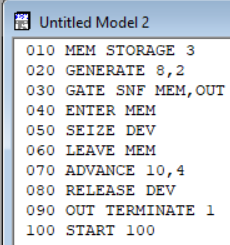 Untitled Model 2
010 MEM STORAGE 3
020 GENERATE 8,2
030 GATE SNF MEM,OUT
040 ENTER MEM
050 SEIZE DEV
060 LEAVE MEM
070 ADVANCE 10,4
080 RELEASE DEV
090 OUT TERMINATE 1
100 START 100